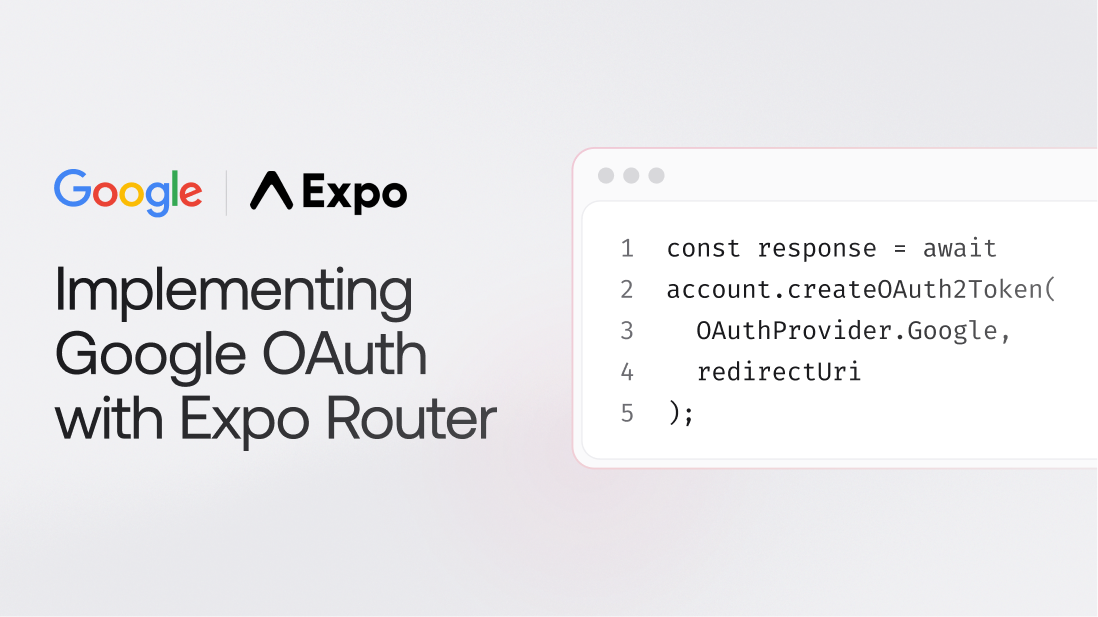 Google | Expo
Implementing
Google OAuth
with Expo Router
1 const response = await
2 account.createOAuth2Token(
3 OAuthProvider.Google,
4 redirectUri
5 );